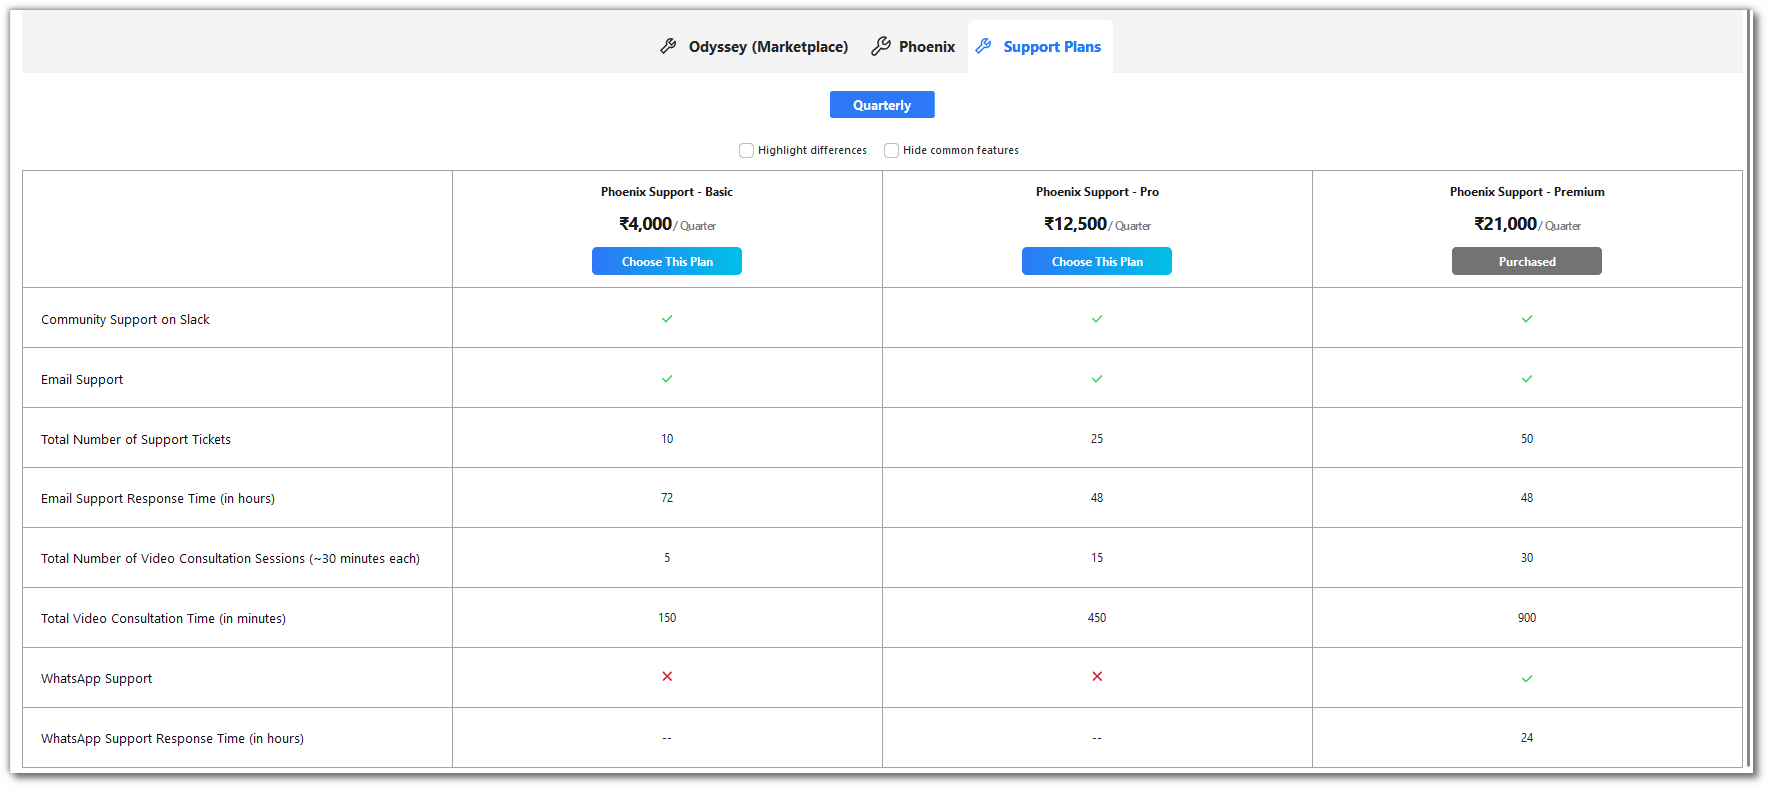 Odyssey (Marketplace) Phoenix Support Plans
Quarterly
Highlight differences Hide common features
Phoenix Support - Basic Phoenix Support - Pro Phoenix Support - Premium
₹4,000 / Quarter ₹12,500 / Quarter ₹21,000 / Quarter
Choose This Plan Choose This Plan Purchased
Community Support on Slack
Email Support
Total Number of Support Tickets 10 25 50
Email Support Response Time (in hours) 72 48 48
Total Number of Video Consultation Sessions (~30 minutes each) 5 15 30
Total Video Consultation Time (in minutes) 150 450 900
WhatsApp Support
WhatsApp Support Response Time (in hours) -- -- 24